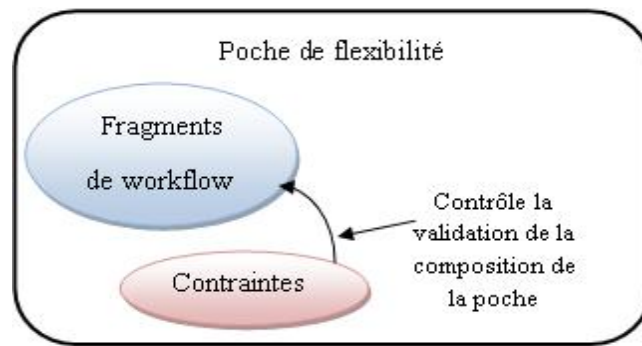 Poche de flexibilité
Fragments
de workflow
Contrôle la
validation de la
composition de
la poche
Contraintes